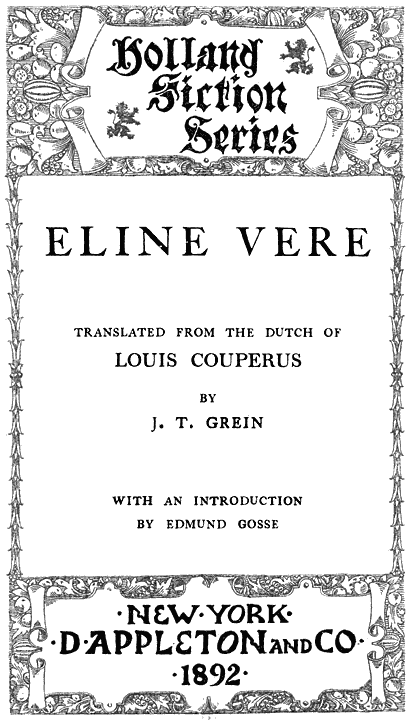 Holland
Fiction
Series
ELINE VERE
TRANSLATED FROM THE DUTCH OF
LOUIS COUPERUS
BY
J. T. GREIN
WITH AN INTRODUCTION
BY EDMUND GOSSE
·NEW·YORK·
·D·APPLETON AND CO·
·1892·